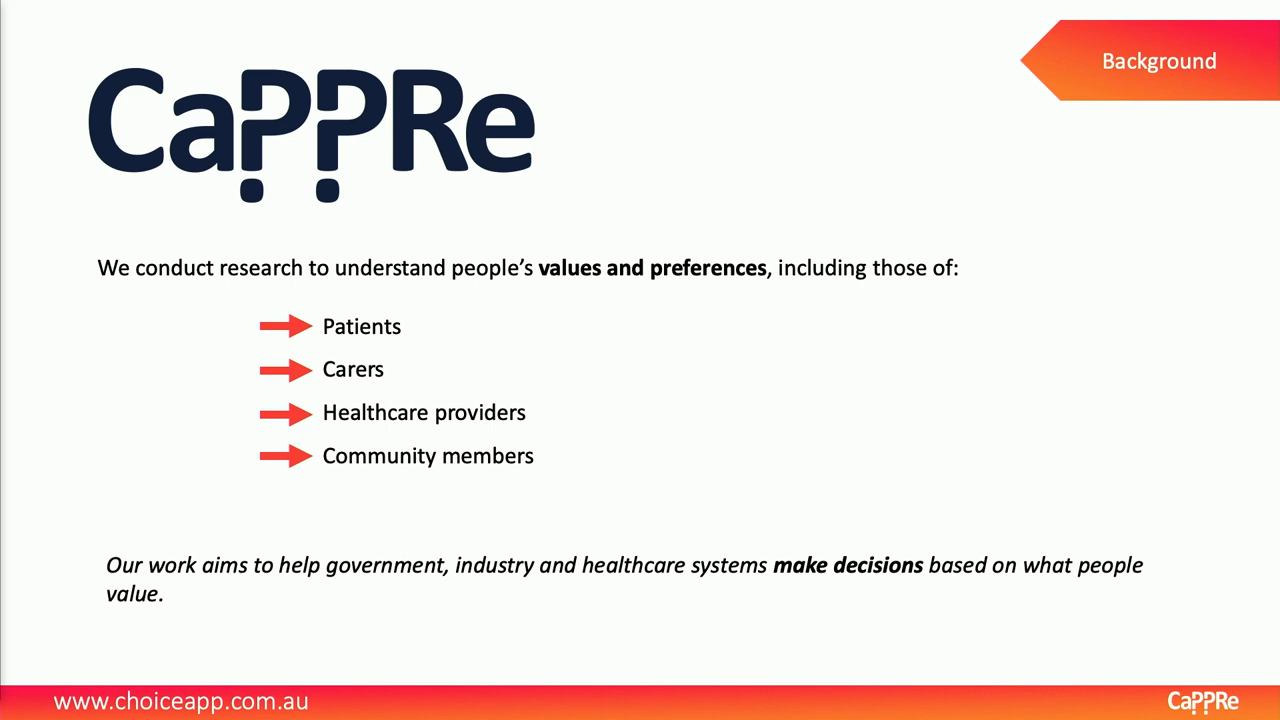 Background
CaPPRe
We conduct research to understand people's values and preferences, including those of:
Patients
Carers
Healthcare providers
Community members
Our work aims to help government, industry and healthcare systems make decisions based on what people
value.
www.choiceapp.com.au
CaPPRe